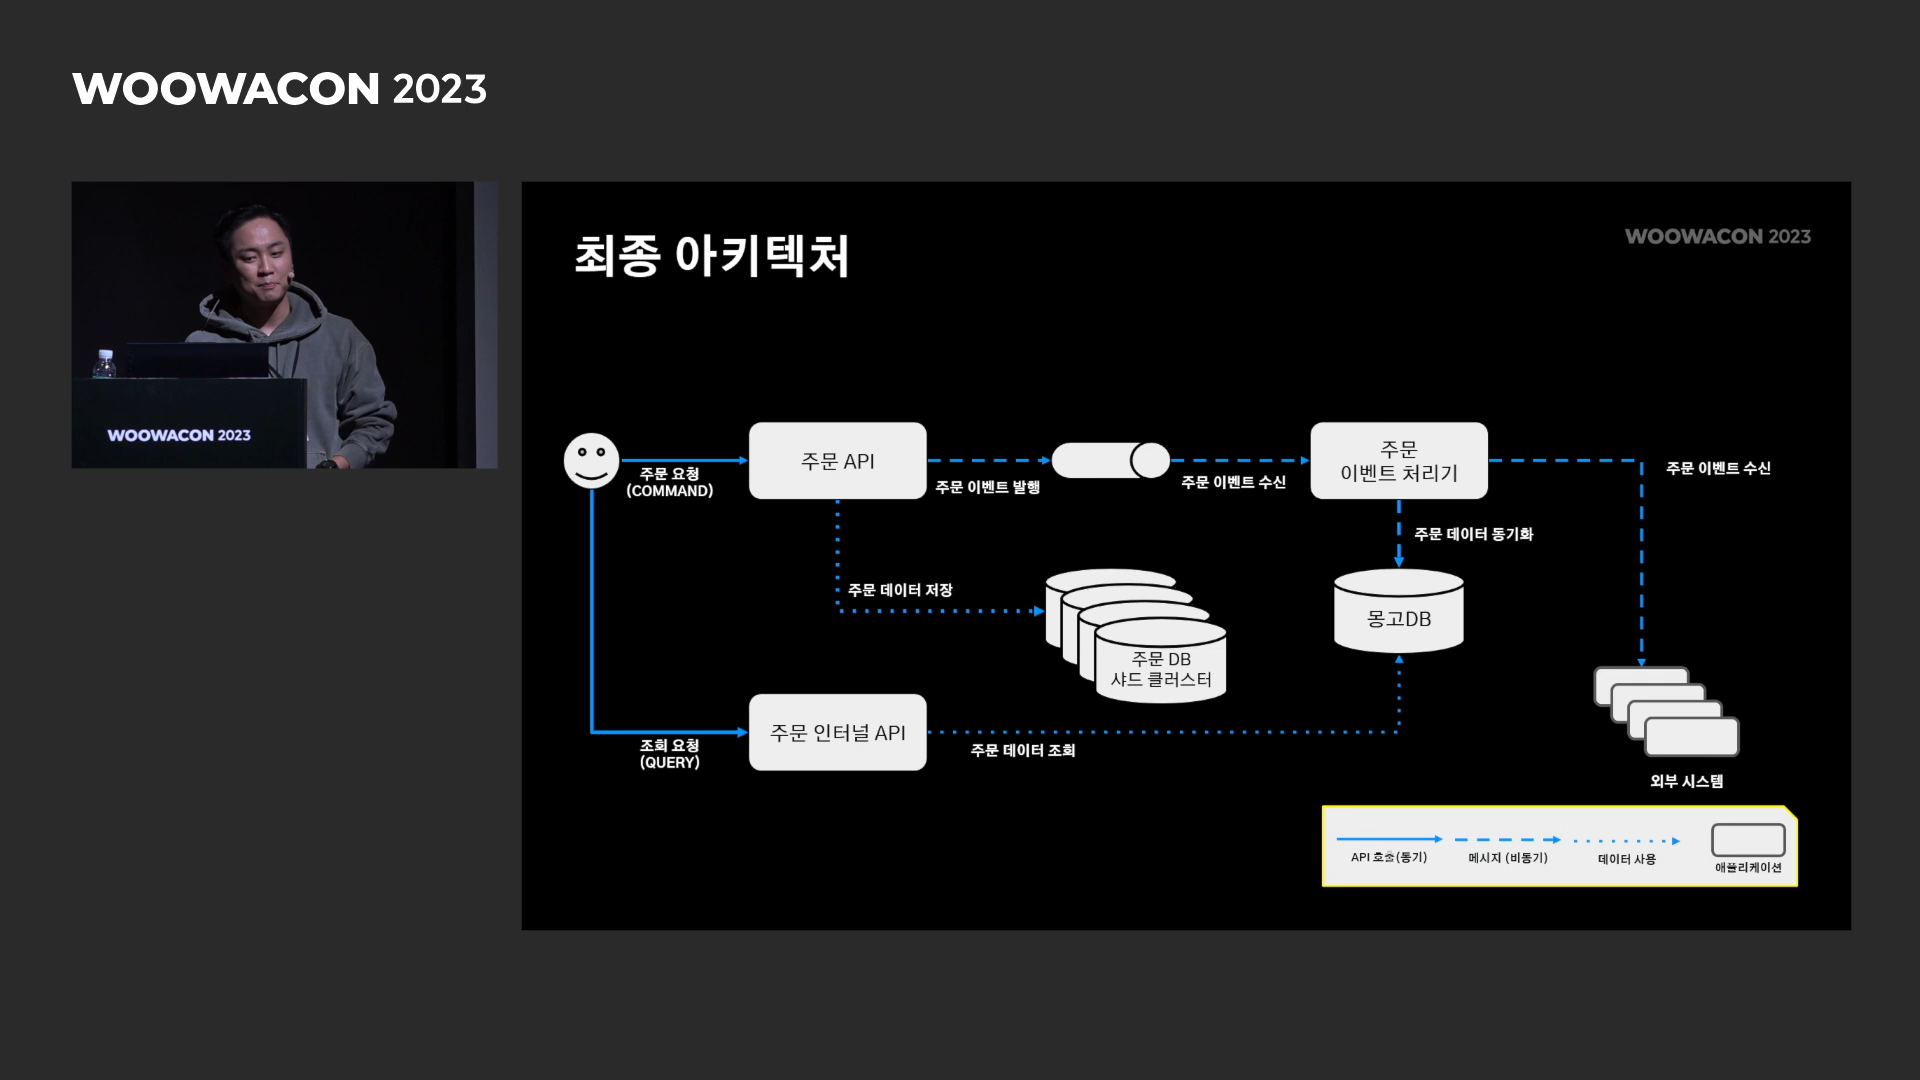 WOOWACON 2023
WOOWACON 2023
최종 아키텍처
WOOWACON 2023
주문 요청
(COMMAND)
주문 API
주문 이벤트 발행
주문 이벤트 수신
주문
이벤트 처리기
주문 이벤트 수신
주문 데이터 동기화
주문 데이터 저장
주문 DB
샤드 클러스터
몽고DB
조회 요청
(QUERY)
주문 인터널 API
주문 데이터 조회
외부 시스템
API 호출(동기)
메시지 (비동기)
데이터 사용
애플리케이션